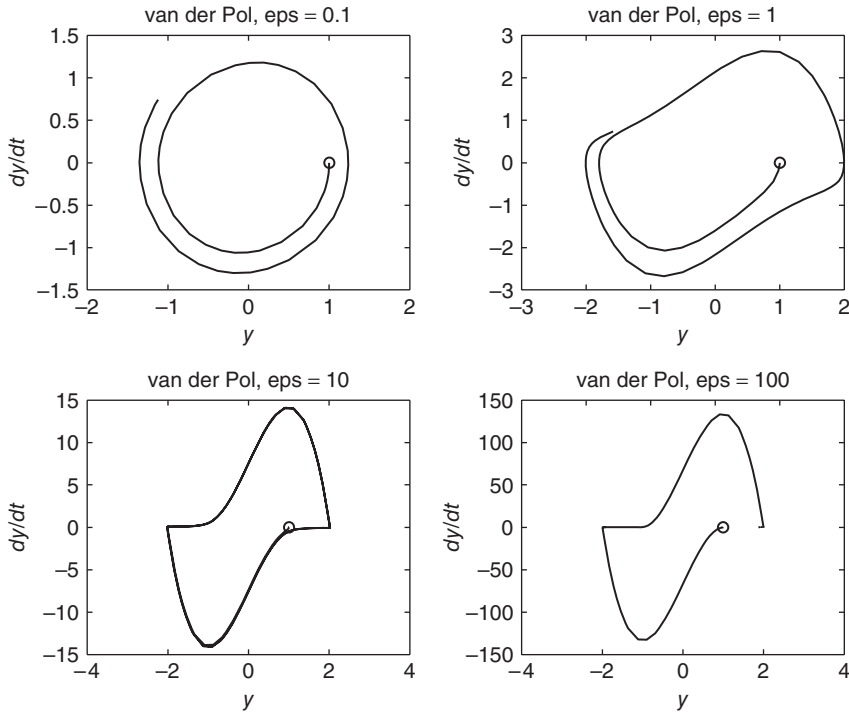 van der Pol, eps = 0.1
1.5
1
0.5
0
−0.5
−1
−1.5
dy/dt
−2 −1 0 1 2
y
van der Pol, eps = 1
3
2
1
0
−1
−2
−3
dy/dt
−3 −2 −1 0 1 2
y
van der Pol, eps = 10
15
10
5
0
−5
−10
−15
dy/dt
−4 −2 0 2 4
y
van der Pol, eps = 100
150
100
50
0
−50
−100
−150
dy/dt
−4 −2 0 2 4
y